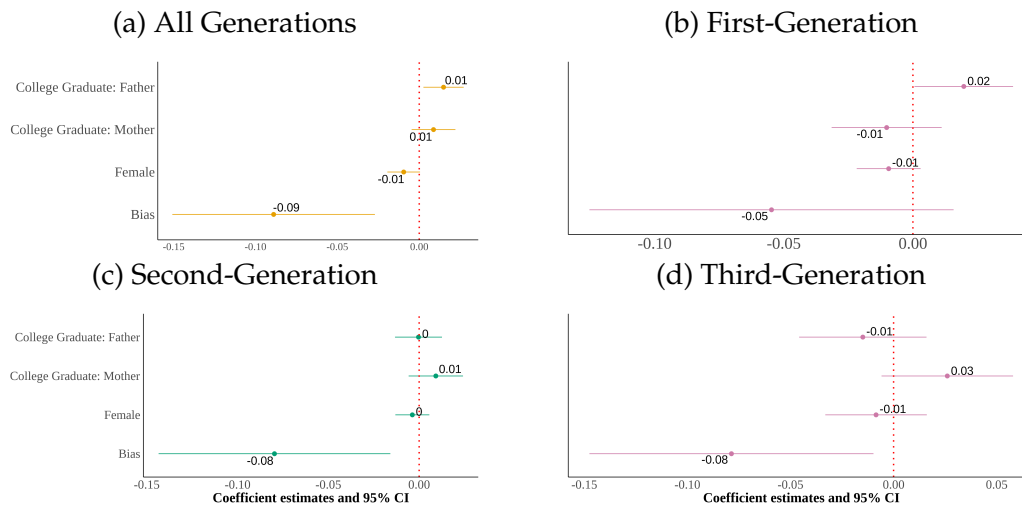 (a) All Generations
College Graduate: Father
College Graduate: Mother
Female
Bias
0.01
0.01
-0.01
-0.09
-0.15
-0.10
-0.05
0.00
(b) First-Generation
0.02
-0.01
-0.01
-0.05
-0.10
-0.05
0.00
(c) Second-Generation
College Graduate: Father
College Graduate: Mother
Female
Bias
0
0.01
0
-0.08
-0.15
-0.10
-0.05
0.00
Coefficient estimates and 95% CI
(d) Third-Generation
-0.01
0.03
-0.01
-0.08
-0.15
-0.10
-0.05
0.00
0.05
Coefficient estimates and 95% CI